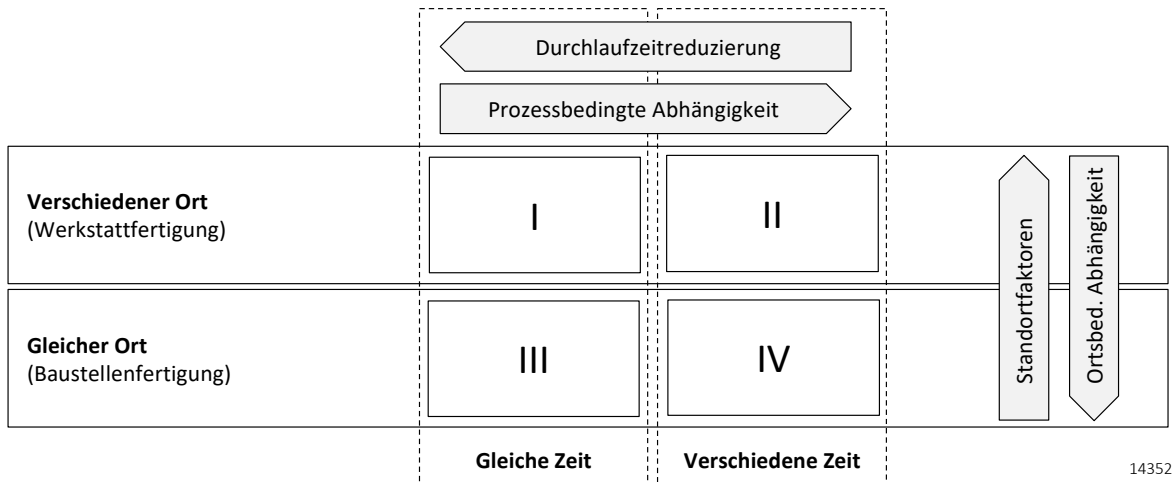 Durchlaufzeitreduzierung
Prozessbedingte Abhängigkeit
Verschiedener Ort
(Werkstattfertigung)
I
II
Gleicher Ort
(Baustellenfertigung)
III
IV
Standortfaktoren
Ortsbed. Abhängigkeit
Gleiche Zeit
Verschiedene Zeit
14352